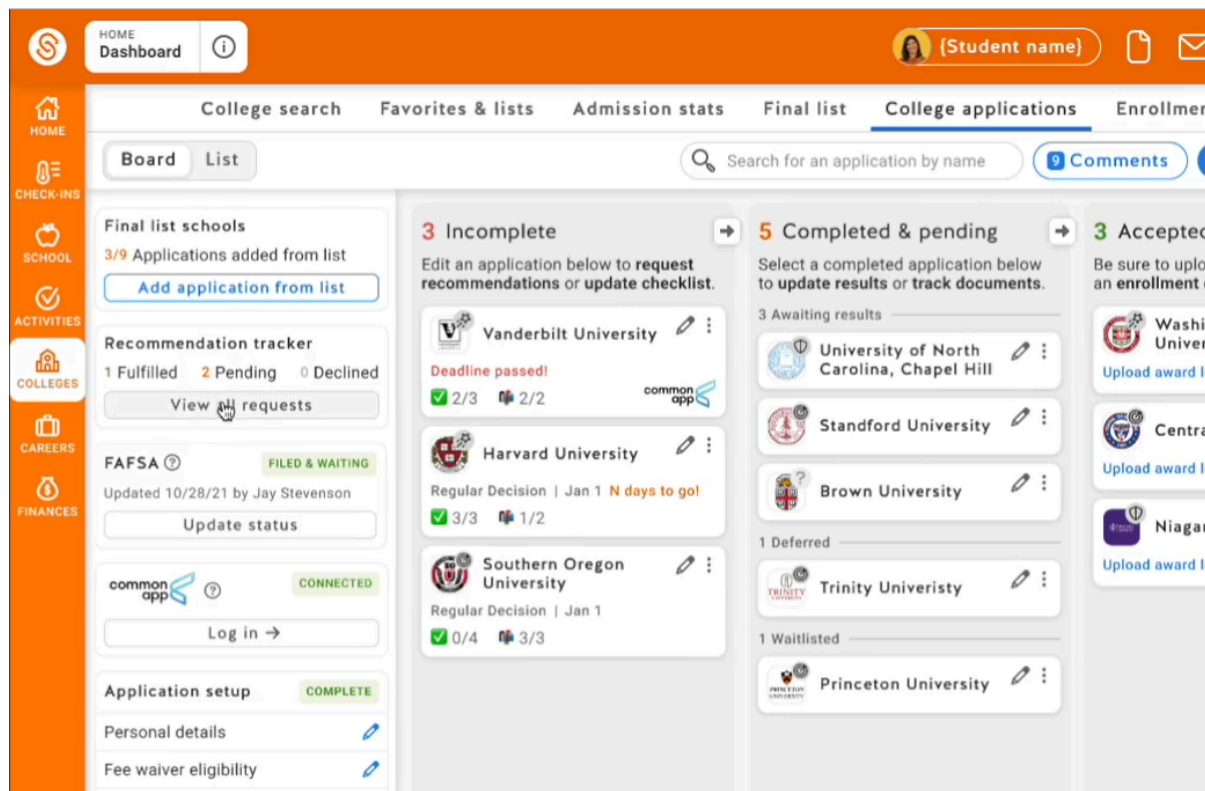 HOME
Dashboard
{Student name}
HOME
CHECK-INS
SCHOOL
ACTIVITIES
COLLEGES
CAREERS
FINANCES
College search
Favorites & lists
Admission stats
Final list
College applications
Enrollmer
Board
List
Search for an application by name
9 Comments
Final list schools
3/9 Applications added from list
Add application from list
Recommendation tracker
1 Fulfilled 2 Pending 0 Declined
View all requests
FAFSA ? FILED & WAITING
Updated 10/28/21 by Jay Stevenson
Update status
common
app ? CONNECTED
Log in →
Application setup COMPLETE
Personal details
Fee waiver eligibility
3 Incomplete
Edit an application below to request
recommendations or update checklist.
Vanderbilt University
Deadline passed!
2/3 2/2
common
app
Harvard University
Regular Decision | Jan 1 N days to go!
3/3 1/2
Southern Oregon
University
Regular Decision | Jan 1
0/4 3/3
5 Completed & pending
Select a completed application below
to update results or track documents.
3 Awaiting results
University of North
Carolina, Chapel Hill
Standford University
?
Brown University
1 Deferred
TRINITY
Trinity Univeristy
1 Waitlisted
PRINCETON
UNIVERSITY
Princeton University
3 Accepted
Be sure to uplo
an enrollment
Washi
Univer
Upload award l
Centra
Upload award l
Niagar
Upload award l